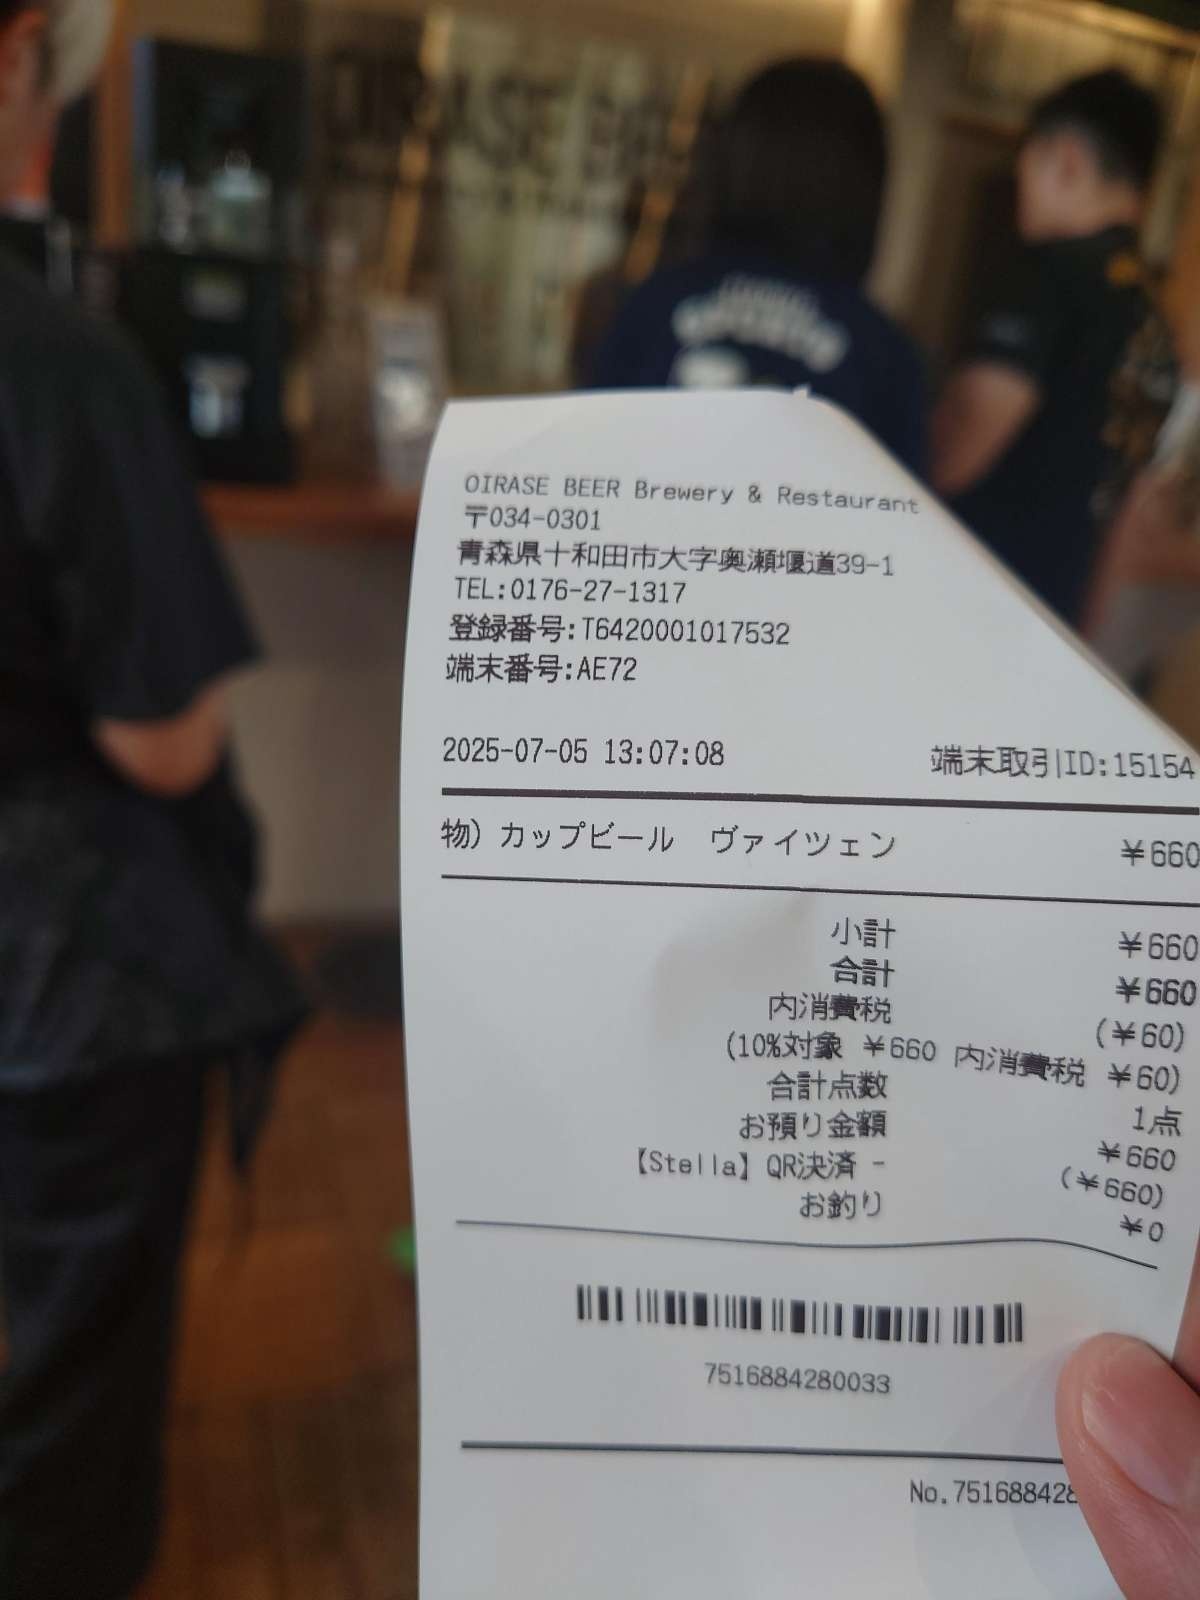 OIRASE BEER Brewery & Restaurant
〒034-0301
青森県十和田市大字奥瀬堰道39-1
TEL:0176-27-1317
登録番号:T6420001017532
端末番号:AE72
2025-07-05 13:07:08 端末取引ID:15154
物）カップビール ヴァイツェン ¥660
小計 ¥660
合計 ¥660
内消費税 (¥60)
(10%対象 ¥660 内消費税 ¥60)
合計点数 1点
お預り金額 ¥660
【Stella】QR決済 - (¥660)
お釣り ¥0
7516884280033
No.751688428